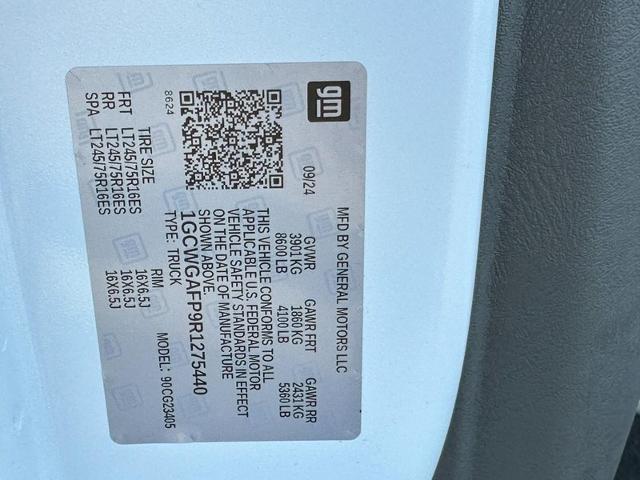 gm
MFD BY GENERAL MOTORS LLC
09/24 GVWR GAWR FRT GAWR RR
3901 KG 1860 KG 2431 KG
8600 LB 4100 LB 5360 LB
THIS VEHICLE CONFORMS TO ALL
APPLICABLE U.S. FEDERAL MOTOR
VEHICLE SAFETY STANDARDS IN EFFECT
ON THE DATE OF MANUFACTURE
SHOWN ABOVE.
1GCWGAFP9R1275440
TYPE: TRUCK MODEL: 90CG23405
8624
TIRE SIZE RIM
FRT LT245/75R16ES 16X6.5J
RR LT245/75R16ES 16X6.5J
SPA LT245/75R16ES 16X6.5J